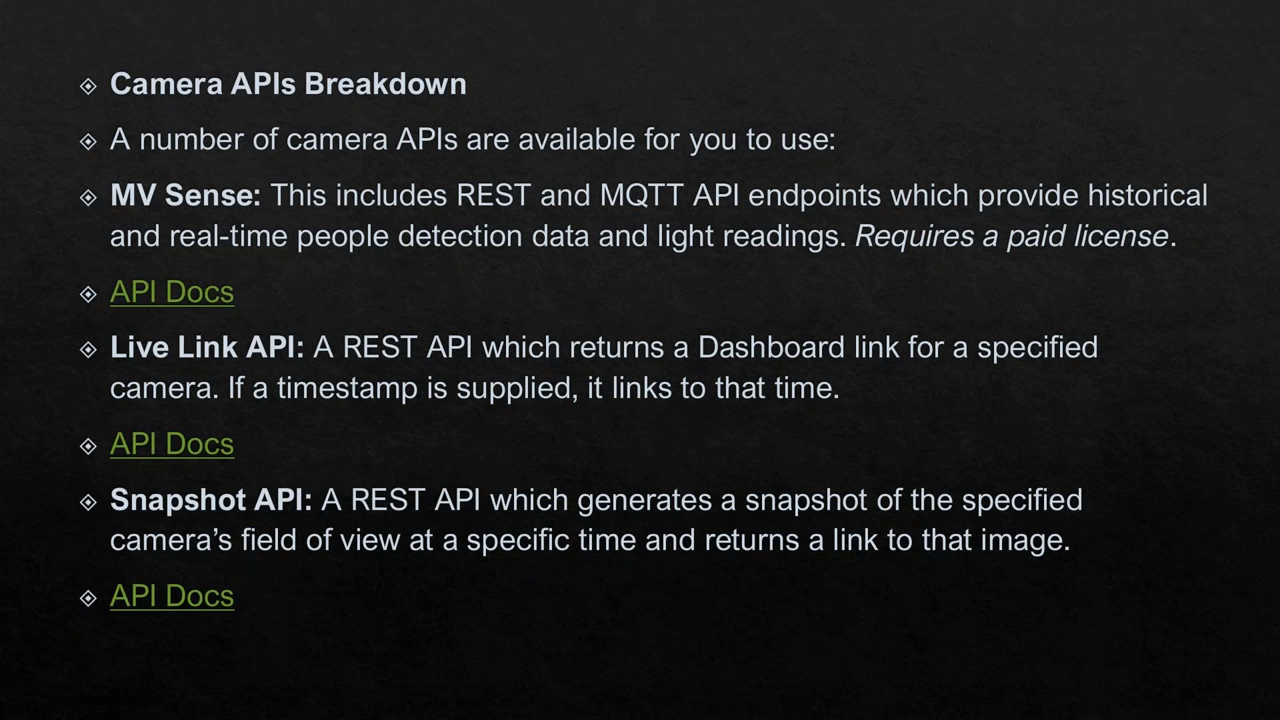 Camera APIs Breakdown
A number of camera APIs are available for you to use:
MV Sense: This includes REST and MQTT API endpoints which provide historical
and real-time people detection data and light readings. Requires a paid license.
API Docs
Live Link API: A REST API which returns a Dashboard link for a specified
camera. If a timestamp is supplied, it links to that time.
API Docs
Snapshot API: A REST API which generates a snapshot of the specified
camera’s field of view at a specific time and returns a link to that image.
API Docs